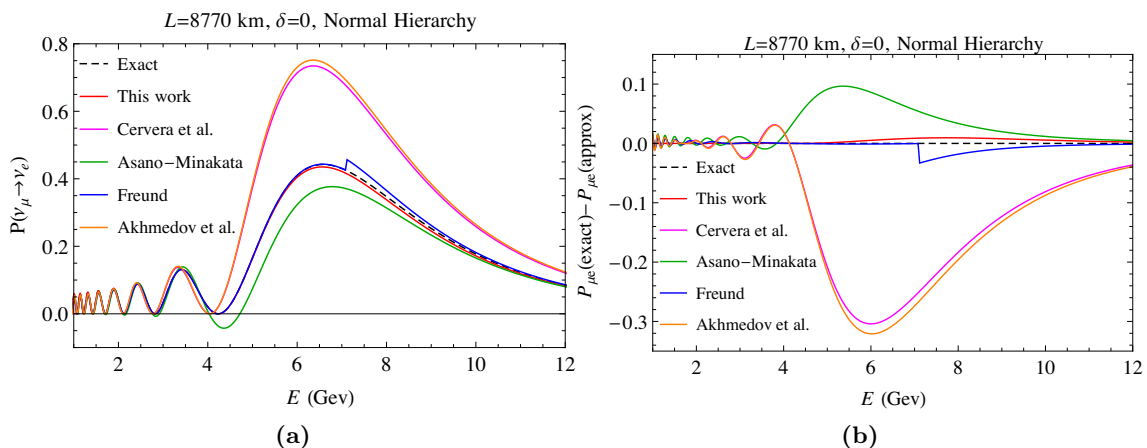 L=8770 km, δ=0, Normal Hierarchy
P(νμ→νe)
0.8
0.6
0.4
0.2
0.0
Exact
This work
Cervera et al.
Asano−Minakata
Freund
Akhmedov et al.
2 4 6 8 10 12
E (Gev)
(a)
L=8770 km, δ=0, Normal Hierarchy
Pμe(exact)−Pμe(approx)
0.1
0.0
−0.1
−0.2
−0.3
Exact
This work
Cervera et al.
Asano−Minakata
Freund
Akhmedov et al.
2 4 6 8 10 12
E (Gev)
(b)